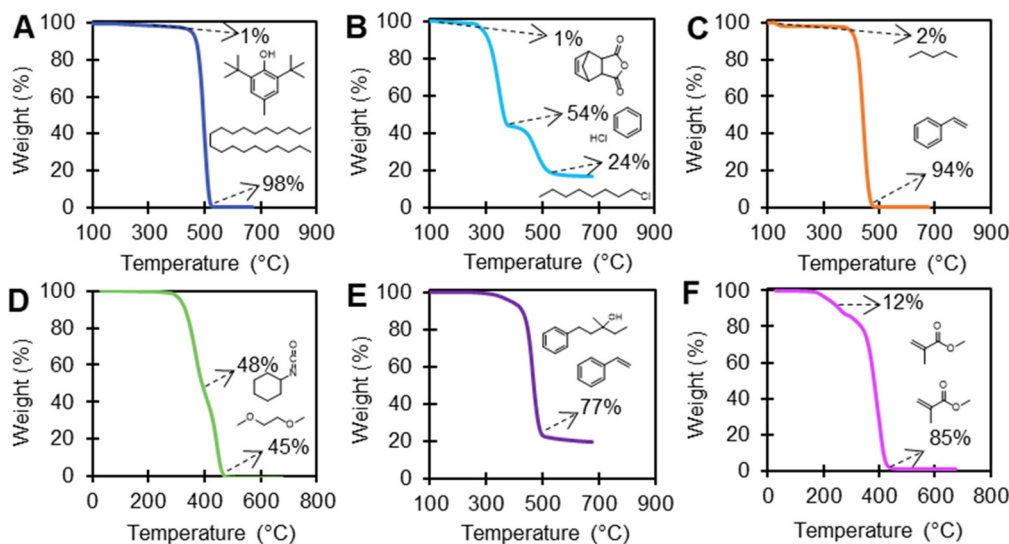 A
100
80
60
40
20
0
Weight (%)
1%
OH
98%
100 300 500 700 900
Temperature (°C)
B
100
80
60
40
20
0
Weight (%)
1%
O
O
O
54%
HCl
24%
Cl
100 300 500 700 900
Temperature (°C)
C
100
80
60
40
20
0
Weight (%)
2%
94%
100 300 500 700 900
Temperature (°C)
D
100
80
60
40
20
0
Weight (%)
48%
O
C
N
O
O
45%
0 200 400 600 800
Temperature (°C)
E
100
80
60
40
20
0
Weight (%)
OH
77%
100 300 500 700 900
Temperature (°C)
F
100
80
60
40
20
0
Weight (%)
12%
O
O
O
O
85%
0 200 400 600 800
Temperature (°C)